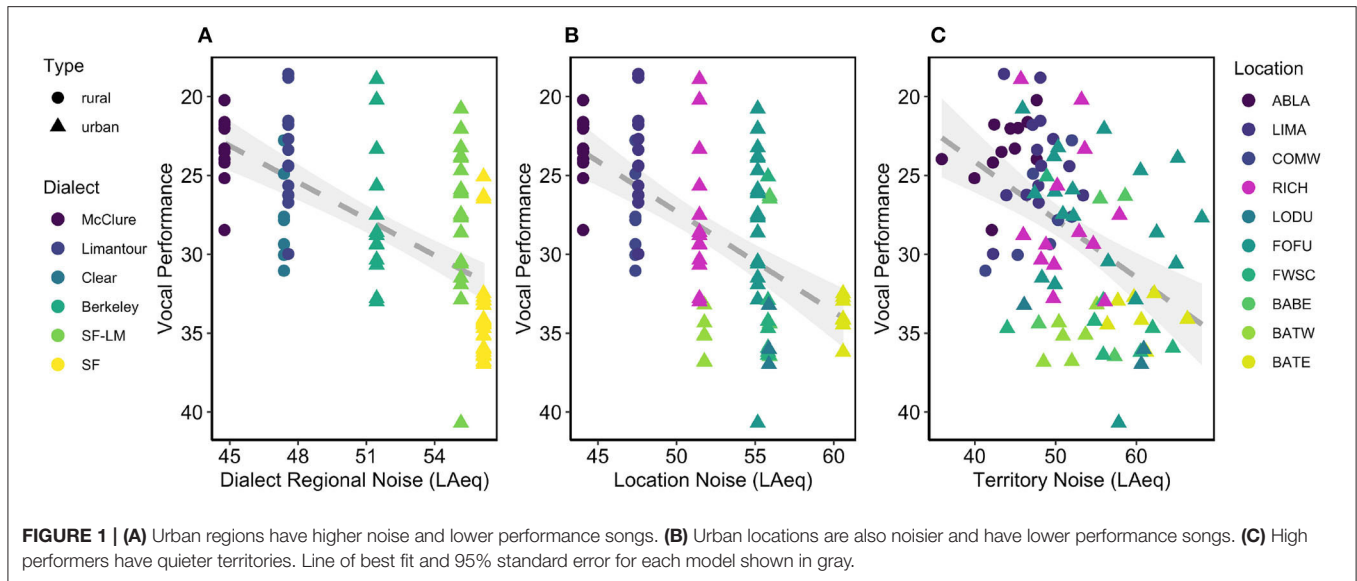 A
B
C
Type
rural
urban
Dialect
McClure
Limantour
Clear
Berkeley
SF-LM
SF
Vocal Performance
20
25
30
35
40
45
48
51
54
Dialect Regional Noise (LAeq)
Vocal Performance
20
25
30
35
40
45
50
55
60
Location Noise (LAeq)
Vocal Performance
20
25
30
35
40
40
50
60
Territory Noise (LAeq)
Location
ABLA
LIMA
COMW
RICH
LODU
FOFU
FWSC
BABE
BATW
BATE
FIGURE 1 | (A) Urban regions have higher noise and lower performance songs. (B) Urban locations are also noisier and have lower performance songs. (C) High
performers have quieter territories. Line of best fit and 95% standard error for each model shown in gray.